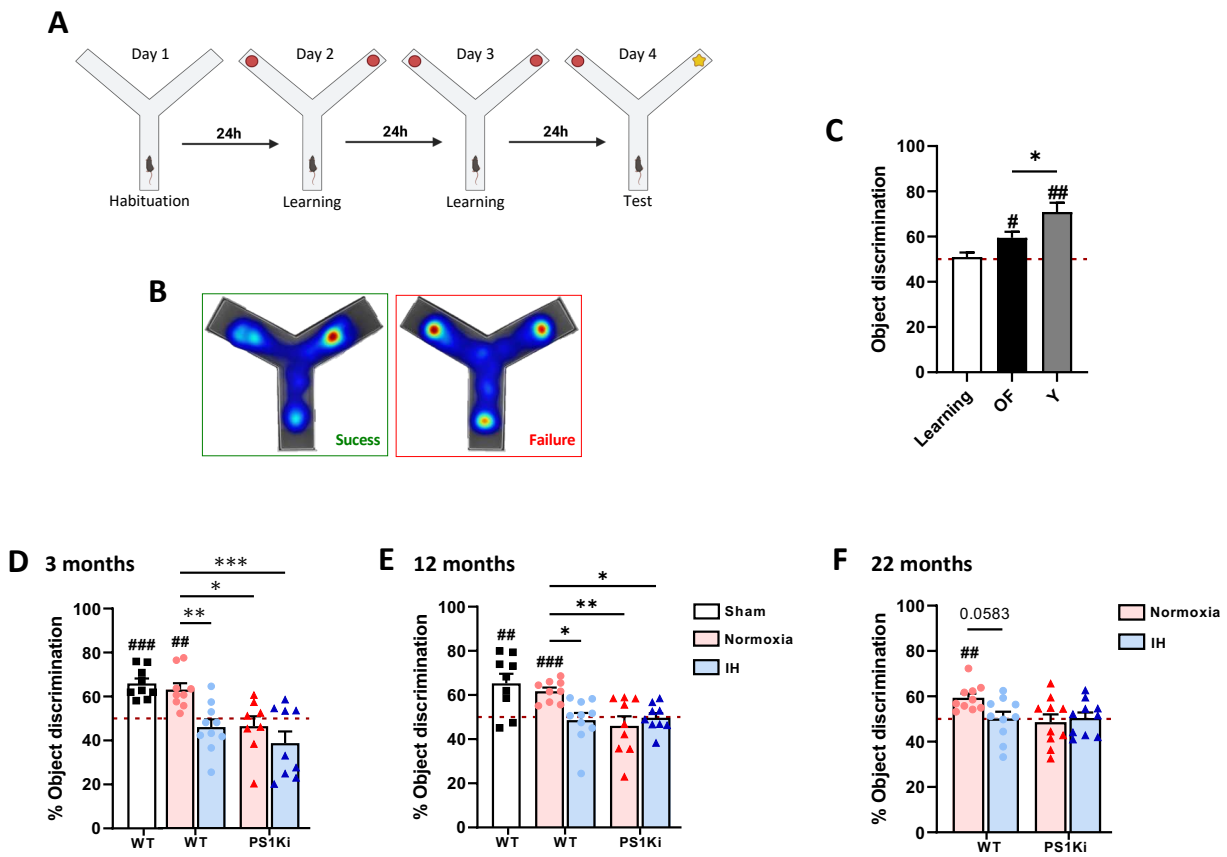 A
Day 1
Day 2
Day 3
Day 4
24h
24h
24h
Habituation
Learning
Learning
Test
B
Sucess
Failure
C
Object discrimination
100
80
60
40
20
0
*
#
##
Learning
OF
Y
D 3 months
% Object discrimination
100
80
60
40
20
0
***
*
**
###
##
WT
WT
PS1Ki
E 12 months
% Object discrimination
100
80
60
40
20
0
*
**
*
##
###
WT
WT
PS1Ki
Sham
Normoxia
IH
F 22 months
% Object discrimination
100
80
60
40
20
0
0.0583
##
WT
PS1Ki
Normoxia
IH